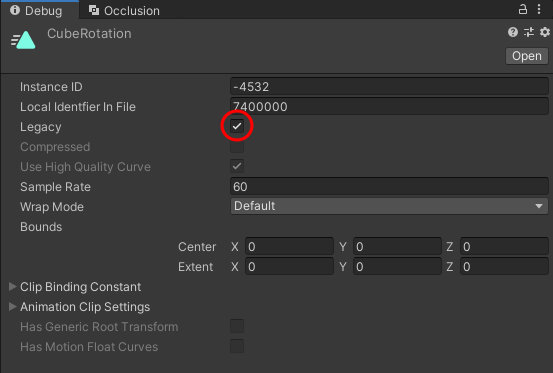 Debug Occlusion
CubeRotation
Open
Instance ID -4532
Local Identfier In File 7400000
Legacy
Compressed
Use High Quality Curve
Sample Rate 60
Wrap Mode Default
Bounds
Center X 0 Y 0 Z 0
Extent X 0 Y 0 Z 0
Clip Binding Constant
Animation Clip Settings
Has Generic Root Transform
Has Motion Float Curves